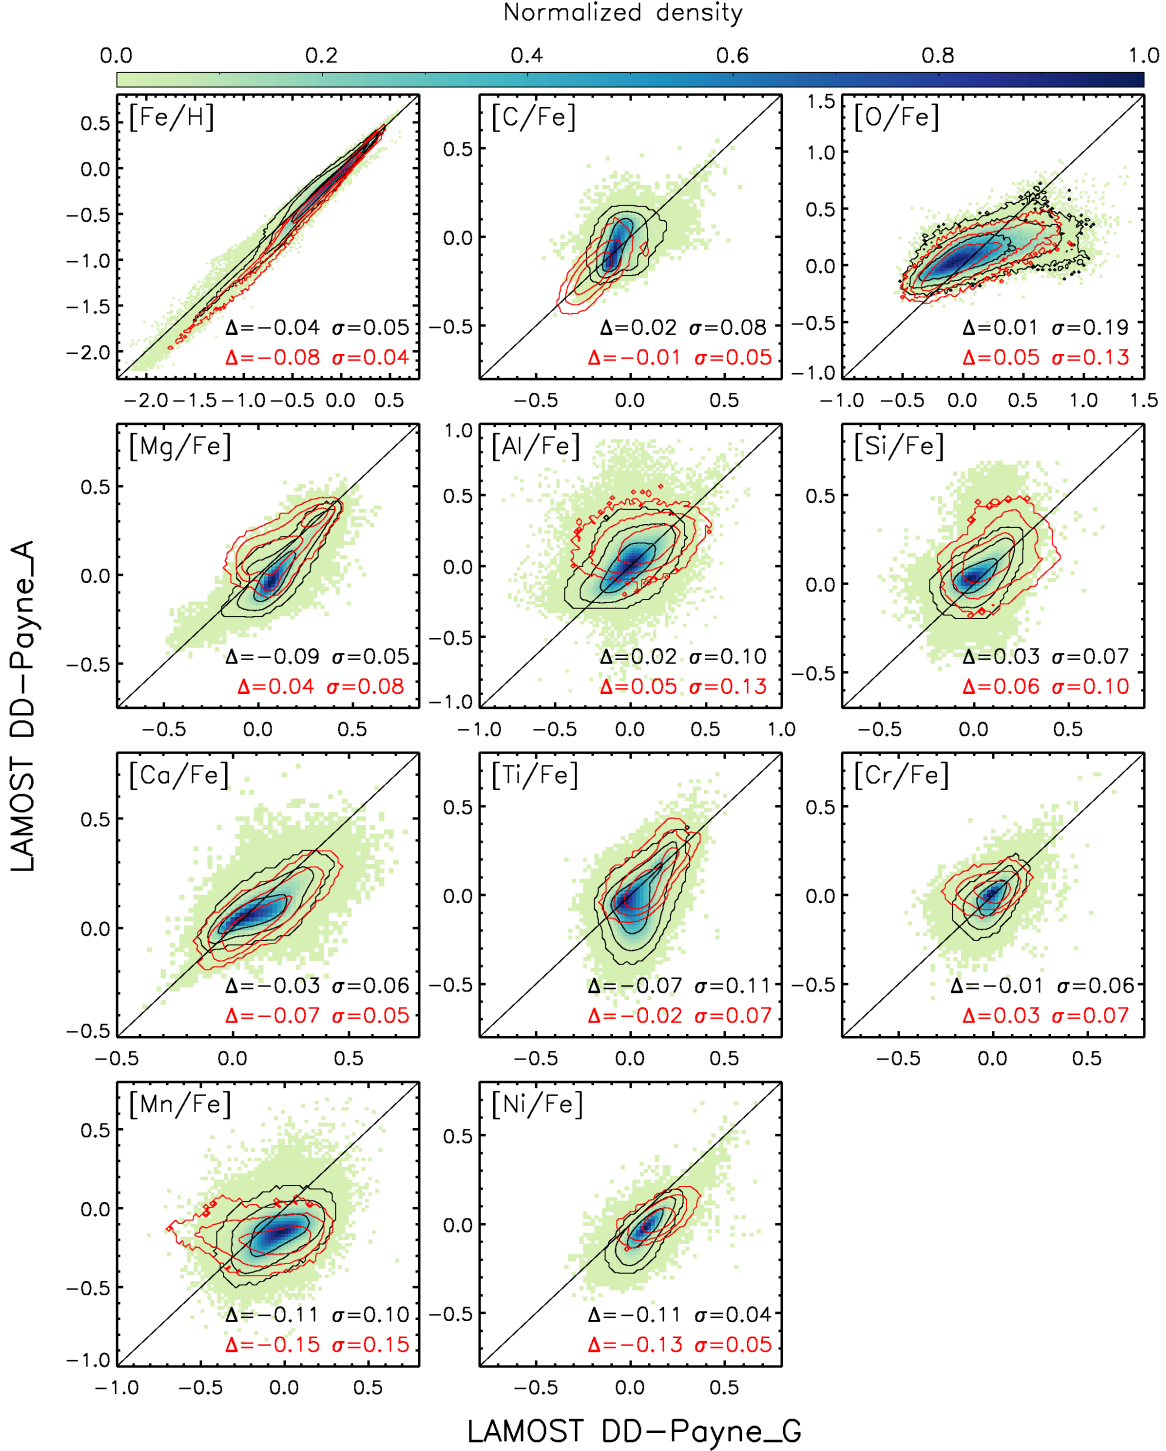 Normalized density
0.0 0.2 0.4 0.6 0.8 1.0
[Fe/H]
0.5
0.0
−0.5
−1.0
−1.5
−2.0
Δ=−0.04 σ=0.05
Δ=−0.08 σ=0.04
−2.0 −1.5 −1.0 −0.5 0.0 0.5
[C/Fe]
0.5
0.0
−0.5
Δ=0.02 σ=0.08
Δ=−0.01 σ=0.05
−0.5 0.0 0.5
[O/Fe]
1.5
1.0
0.5
0.0
−0.5
−1.0
Δ=0.01 σ=0.19
Δ=0.05 σ=0.13
−1.0 −0.5 0.0 0.5 1.0 1.5
[Mg/Fe]
0.5
0.0
−0.5
Δ=−0.09 σ=0.05
Δ=0.04 σ=0.08
−0.5 0.0 0.5
[Al/Fe]
1.0
0.5
0.0
−0.5
−1.0
Δ=0.02 σ=0.10
Δ=0.05 σ=0.13
−1.0 −0.5 0.0 0.5 1.0
[Si/Fe]
0.5
0.0
−0.5
Δ=0.03 σ=0.07
Δ=0.06 σ=0.10
−0.5 0.0 0.5
LAMOST DD−Payne_A
[Ca/Fe]
0.5
0.0
−0.5
Δ=−0.03 σ=0.06
Δ=−0.07 σ=0.05
−0.5 0.0 0.5
[Ti/Fe]
0.5
0.0
−0.5
Δ=−0.07 σ=0.11
Δ=−0.02 σ=0.07
−0.5 0.0 0.5
[Cr/Fe]
0.5
0.0
−0.5
Δ=−0.01 σ=0.06
Δ=0.03 σ=0.07
−0.5 0.0 0.5
[Mn/Fe]
0.5
0.0
−0.5
−1.0
Δ=−0.11 σ=0.10
Δ=−0.15 σ=0.15
−1.0 −0.5 0.0 0.5
[Ni/Fe]
0.5
0.0
−0.5
Δ=−0.11 σ=0.04
Δ=−0.13 σ=0.05
−0.5 0.0 0.5
LAMOST DD−Payne_G